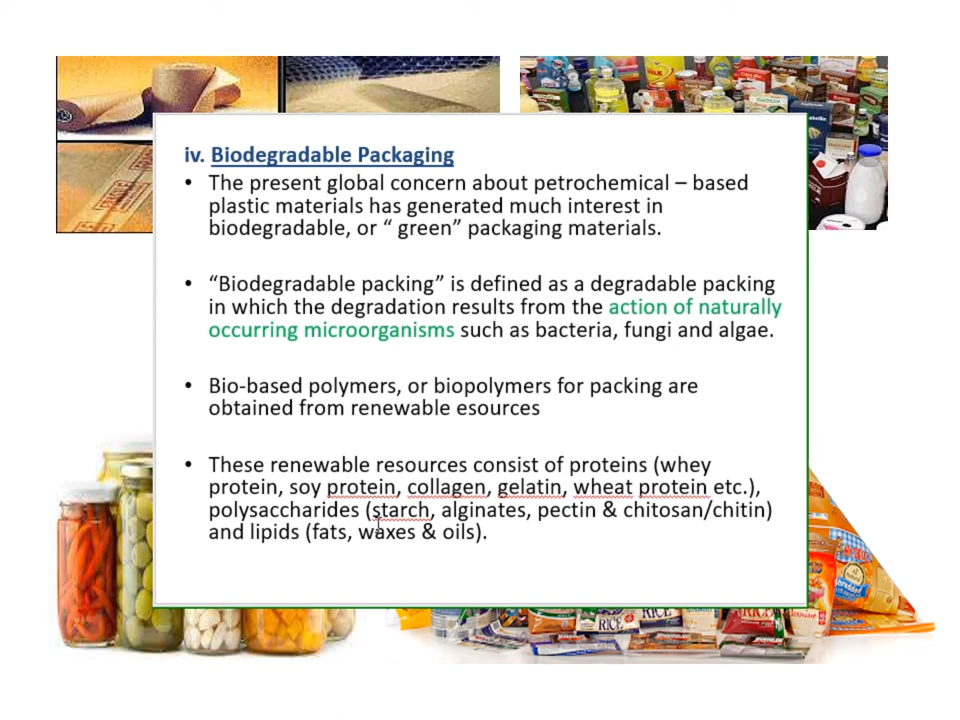 iv. Biodegradable Packaging
• The present global concern about petrochemical – based
plastic materials has generated much interest in
biodegradable, or “ green” packaging materials.
• “Biodegradable packing” is defined as a degradable packing
in which the degradation results from the action of naturally
occurring microorganisms such as bacteria, fungi and algae.
• Bio-based polymers, or biopolymers for packing are
obtained from renewable esources
• These renewable resources consist of proteins (whey
protein, soy protein, collagen, gelatin, wheat protein etc.),
polysaccharides (starch, alginates, pectin & chitosan/chitin)
and lipids (fats, waxes & oils).
RICE